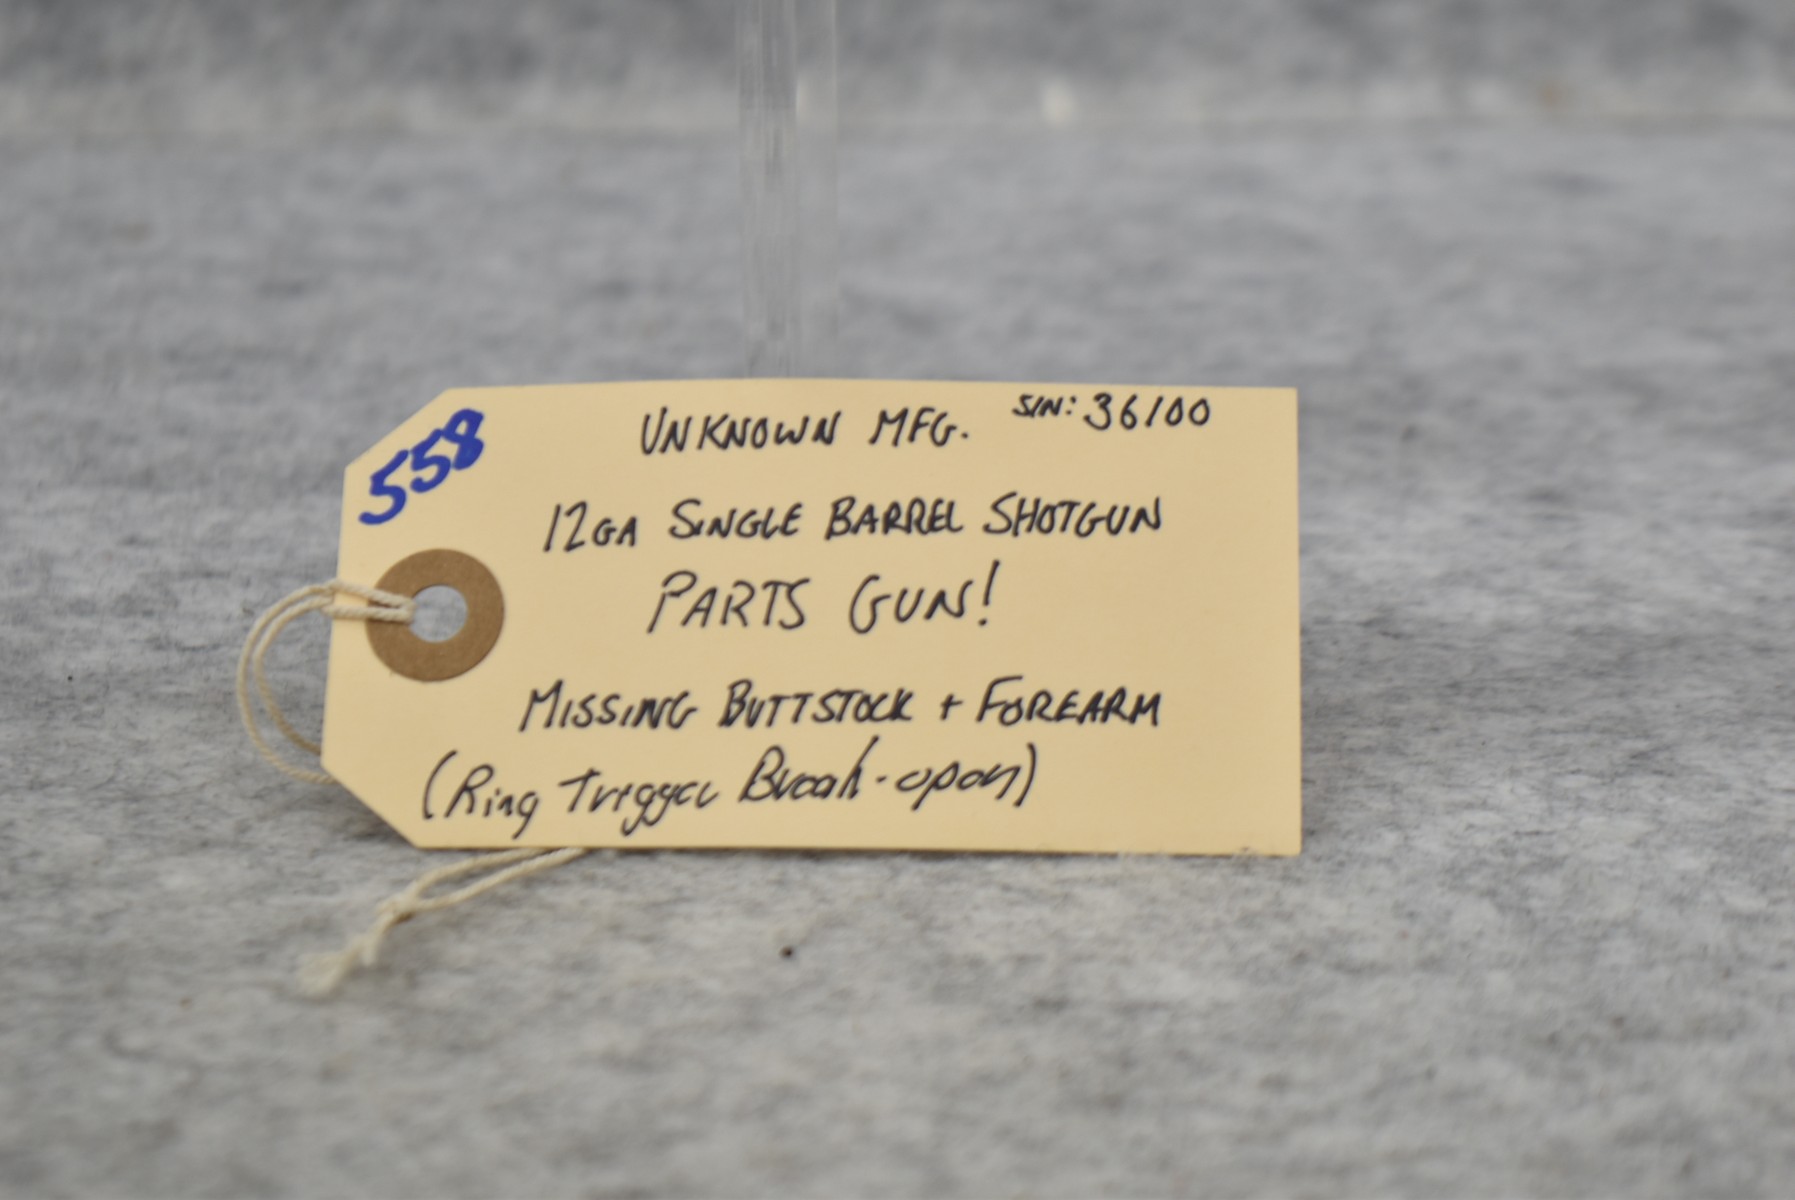 558
UNKNOWN MFG. S/N: 36100
12GA SINGLE BARREL SHOTGUN
PARTS GUN!
MISSING BUTTSTOCK + FOREARM
(Ring Trigger Break-open)